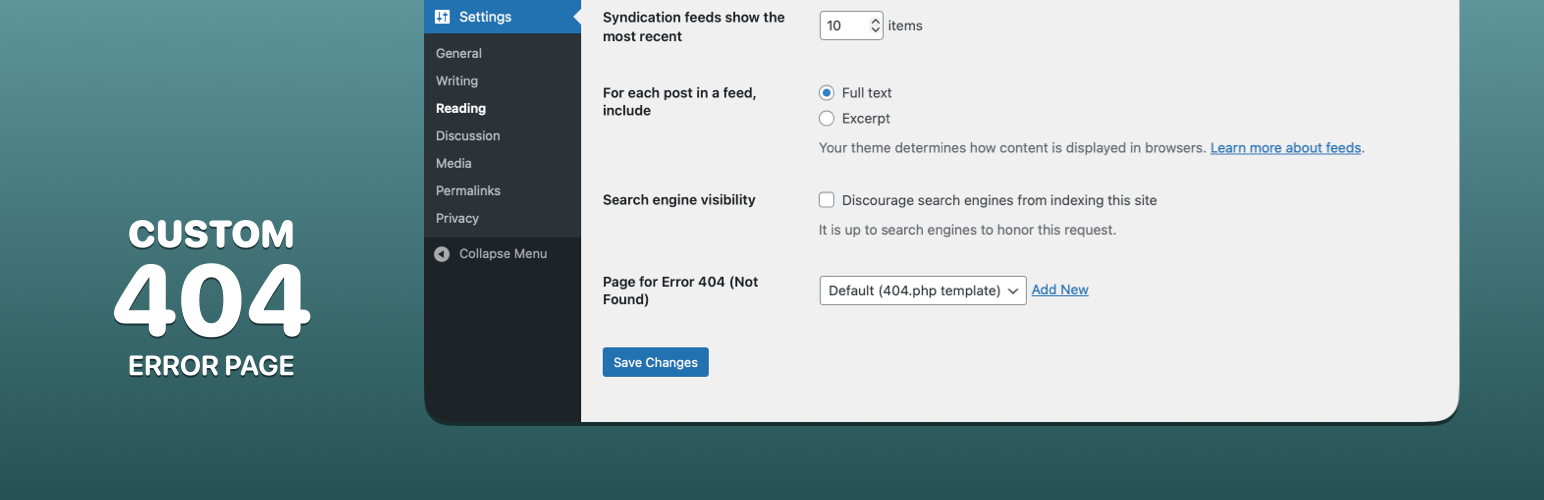 CUSTOM
404
ERROR PAGE
Settings
General
Writing
Reading
Discussion
Media
Permalinks
Privacy
Collapse Menu
Syndication feeds show the
most recent
10 items
For each post in a feed,
include
Full text
Excerpt
Your theme determines how content is displayed in browsers. Learn more about feeds.
Search engine visibility
Discourage search engines from indexing this site
It is up to search engines to honor this request.
Page for Error 404 (Not
Found)
Default (404.php template) Add New
Save Changes